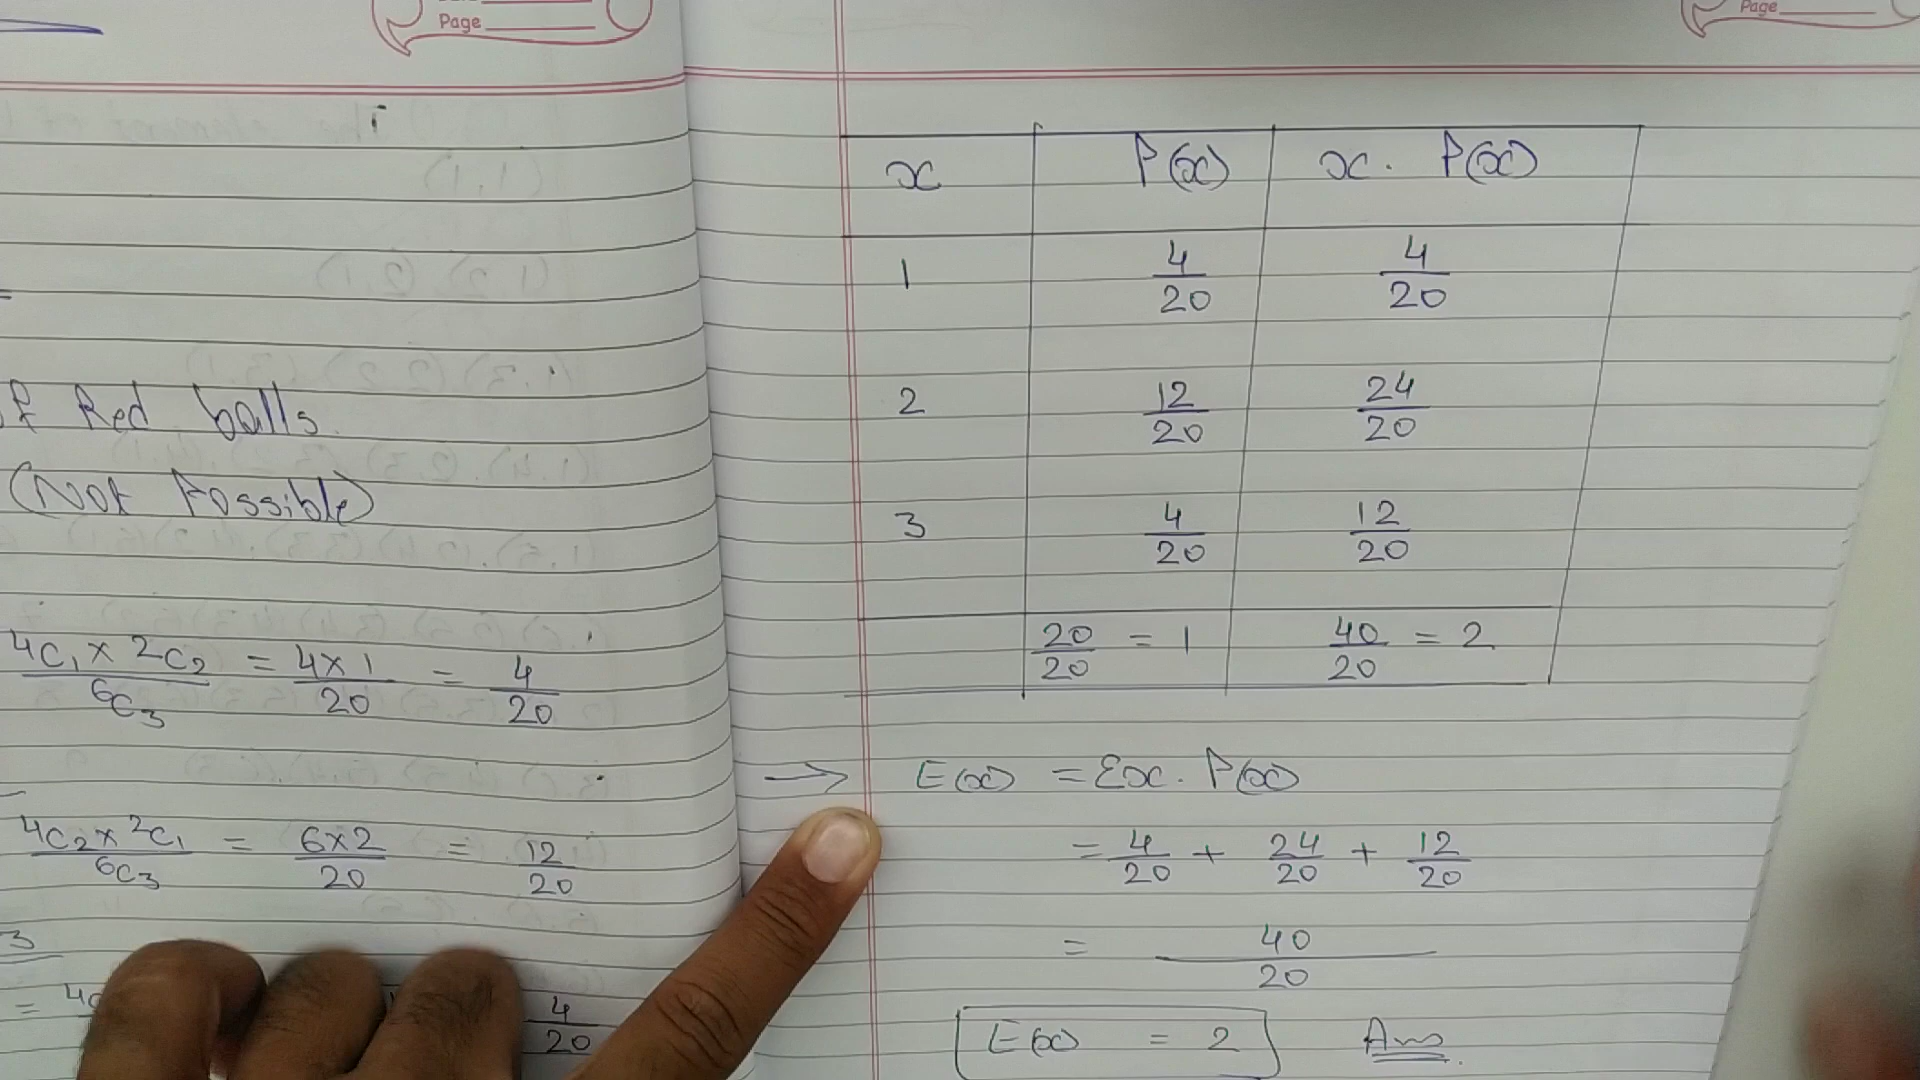 Page
f Red balls.
(Not Possible)
4C₁ x 2C₂ / 6C₃ = 4x1 / 20 = 4/20
4C₂ x 2C₁ / 6C₃ = 6x2 / 20 = 12/20
3
= 4C 4/20
Page
x P(x) x. P(x)
1 4/20 4/20
2 12/20 24/20
3 4/20 12/20
20/20 = 1 40/20 = 2
→ E(x) = Σx. P(x)
= 4/20 + 24/20 + 12/20
= 40/20
E(x) = 2 Ans.